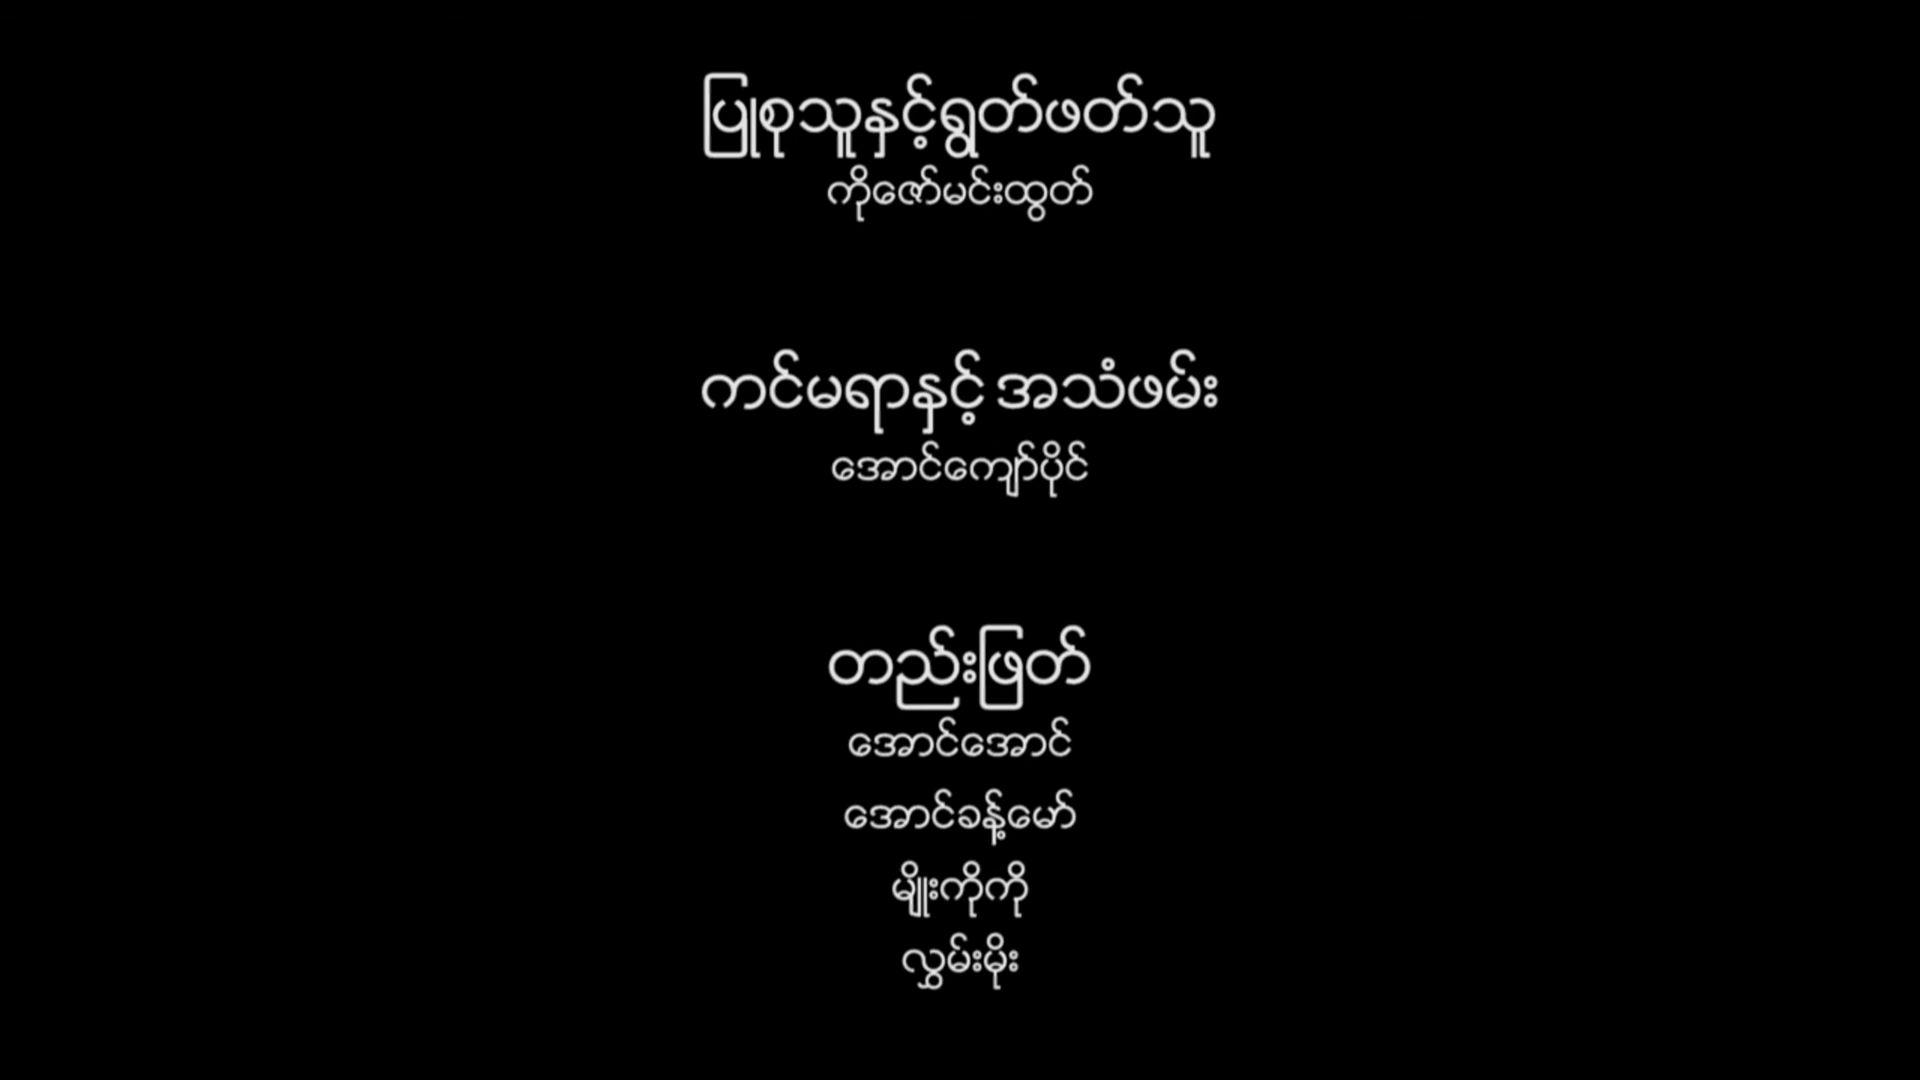 ပြုစုသူနှင့်ရွတ်ဖတ်သူ
ကိုဇော်မင်းထွတ်
ကင်မရာနှင့် အသံဖမ်း
အောင်ကျော်ပိုင်
တည်းဖြတ်
အောင်အောင်
အောင်ခန့်မော်
မျိုးကိုကို
လွှမ်းမိုး